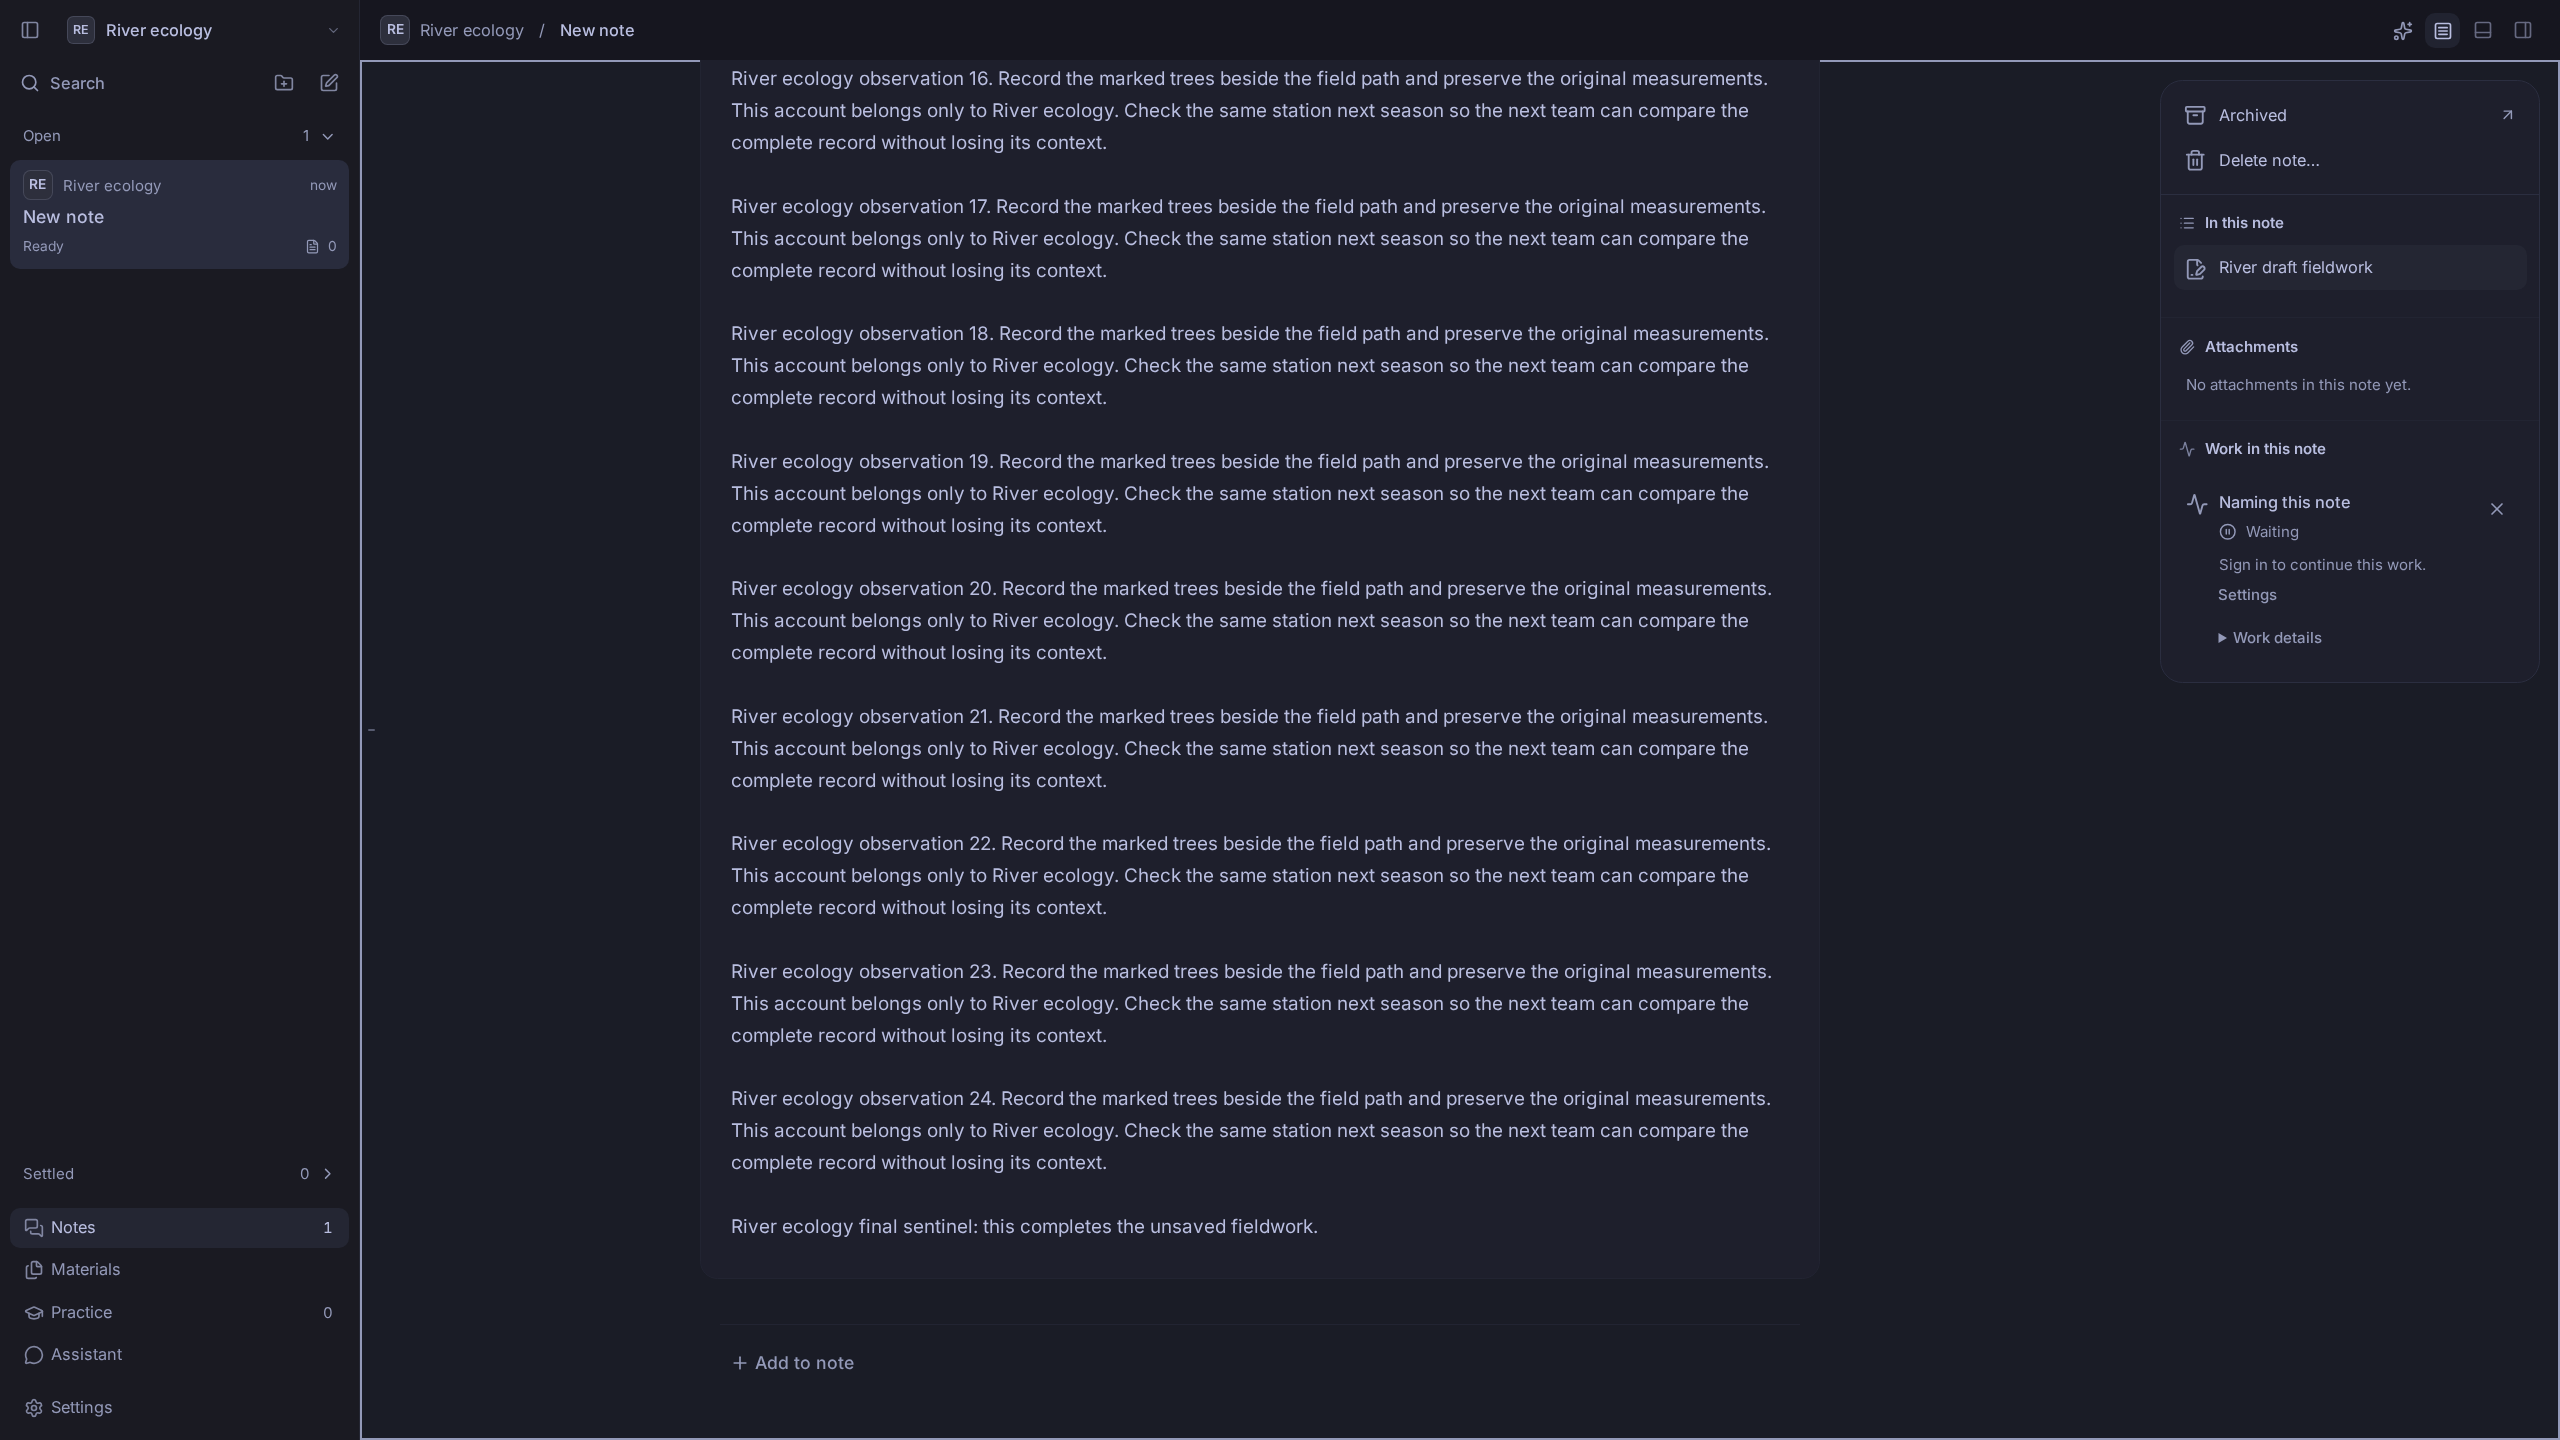 RE River ecology
Search
Open 1
RE River ecology now
New note
Ready 0
Settled 0
Notes 1
Materials
Practice 0
Assistant
Settings
RE River ecology / New note
River ecology observation 16. Record the marked trees beside the field path and preserve the original measurements.
This account belongs only to River ecology. Check the same station next season so the next team can compare the
complete record without losing its context.
River ecology observation 17. Record the marked trees beside the field path and preserve the original measurements.
This account belongs only to River ecology. Check the same station next season so the next team can compare the
complete record without losing its context.
River ecology observation 18. Record the marked trees beside the field path and preserve the original measurements.
This account belongs only to River ecology. Check the same station next season so the next team can compare the
complete record without losing its context.
River ecology observation 19. Record the marked trees beside the field path and preserve the original measurements.
This account belongs only to River ecology. Check the same station next season so the next team can compare the
complete record without losing its context.
River ecology observation 20. Record the marked trees beside the field path and preserve the original measurements.
This account belongs only to River ecology. Check the same station next season so the next team can compare the
complete record without losing its context.
River ecology observation 21. Record the marked trees beside the field path and preserve the original measurements.
This account belongs only to River ecology. Check the same station next season so the next team can compare the
complete record without losing its context.
River ecology observation 22. Record the marked trees beside the field path and preserve the original measurements.
This account belongs only to River ecology. Check the same station next season so the next team can compare the
complete record without losing its context.
River ecology observation 23. Record the marked trees beside the field path and preserve the original measurements.
This account belongs only to River ecology. Check the same station next season so the next team can compare the
complete record without losing its context.
River ecology observation 24. Record the marked trees beside the field path and preserve the original measurements.
This account belongs only to River ecology. Check the same station next season so the next team can compare the
complete record without losing its context.
River ecology final sentinel: this completes the unsaved fieldwork.
Add to note
Archived
Delete note...
In this note
River draft fieldwork
Attachments
No attachments in this note yet.
Work in this note
Naming this note
Waiting
Sign in to continue this work.
Settings
Work details